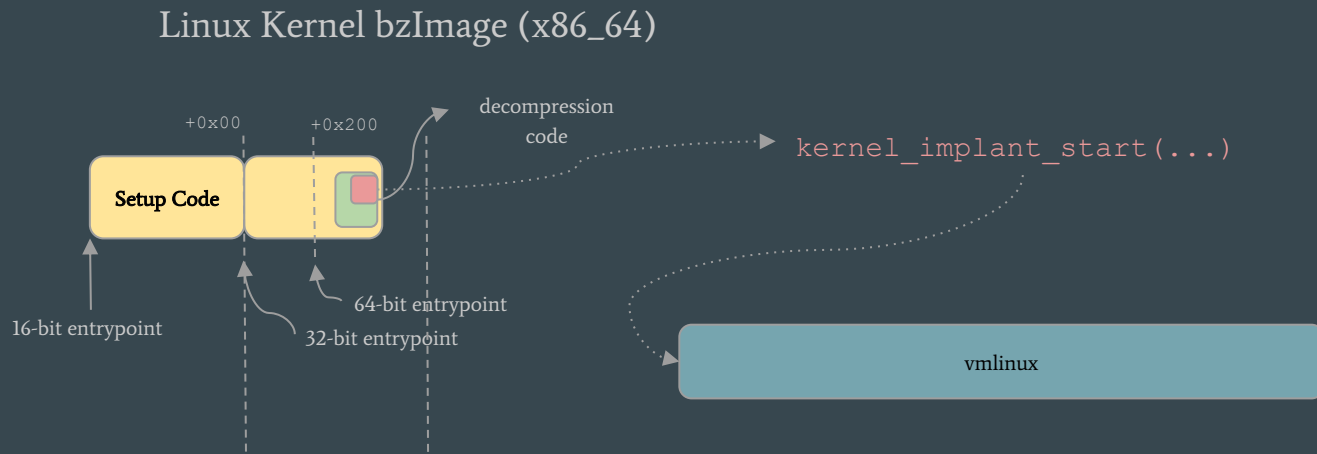 Linux Kernel bzImage (x86_64)
decompression
code
+0x00
+0x200
kernel_implant_start(...)
Setup Code
64-bit entrypoint
16-bit entrypoint
32-bit entrypoint
vmlinux